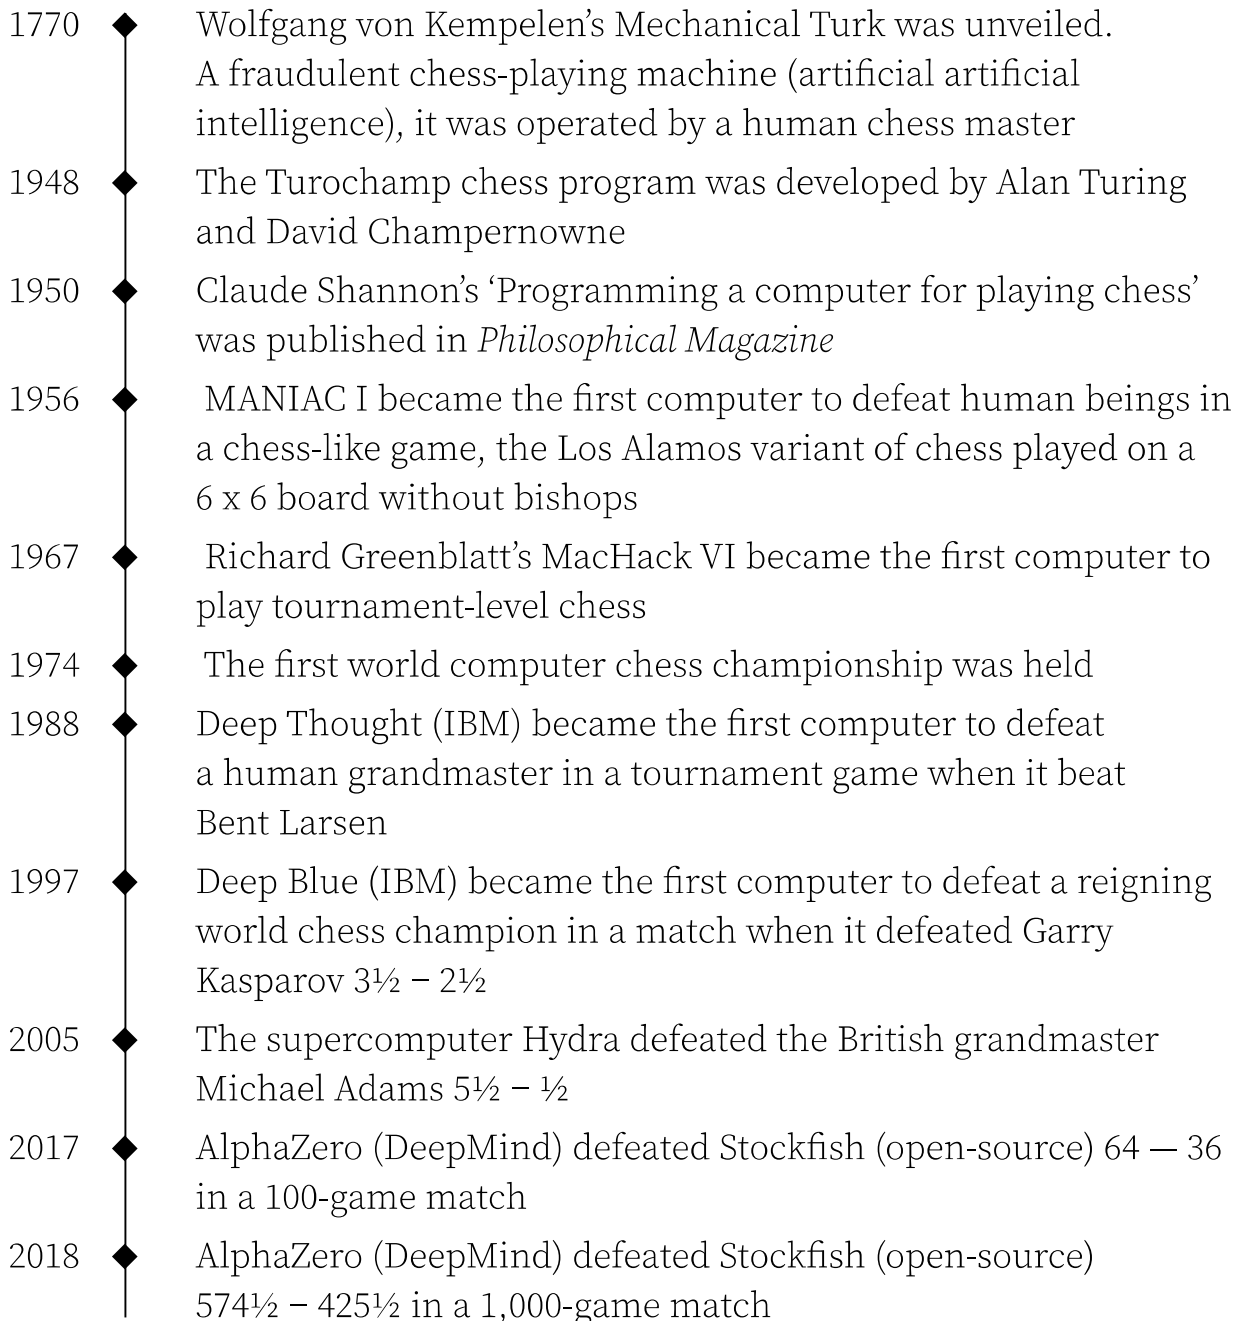 1770 Wolfgang von Kempelen’s Mechanical Turk was unveiled.
A fraudulent chess-playing machine (artificial artificial
intelligence), it was operated by a human chess master
1948 The Turochamp chess program was developed by Alan Turing
and David Champernowne
1950 Claude Shannon’s ‘Programming a computer for playing chess’
was published in Philosophical Magazine
1956 MANIAC I became the first computer to defeat human beings in
a chess-like game, the Los Alamos variant of chess played on a
6 x 6 board without bishops
1967 Richard Greenblatt’s MacHack VI became the first computer to
play tournament-level chess
1974 The first world computer chess championship was held
1988 Deep Thought (IBM) became the first computer to defeat
a human grandmaster in a tournament game when it beat
Bent Larsen
1997 Deep Blue (IBM) became the first computer to defeat a reigning
world chess champion in a match when it defeated Garry
Kasparov 3½ – 2½
2005 The supercomputer Hydra defeated the British grandmaster
Michael Adams 5½ – ½
2017 AlphaZero (DeepMind) defeated Stockfish (open-source) 64 — 36
in a 100-game match
2018 AlphaZero (DeepMind) defeated Stockfish (open-source)
574½ – 425½ in a 1,000-game match